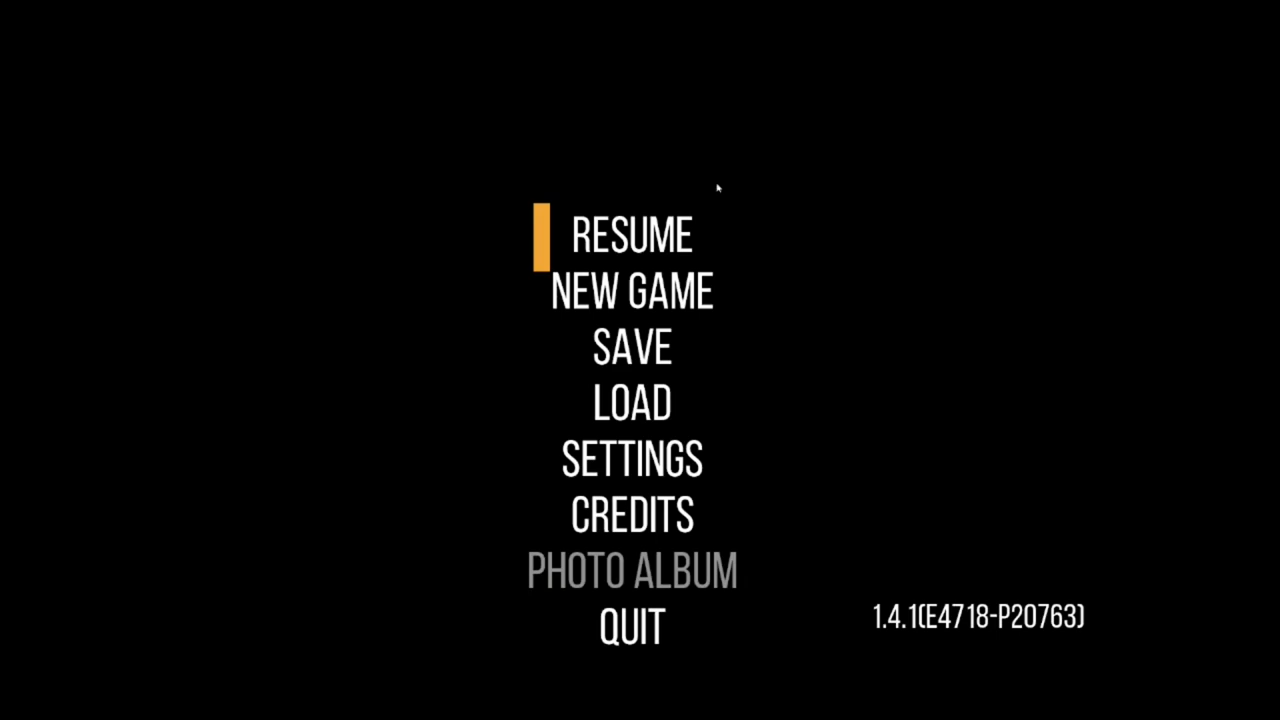 RESUME
NEW GAME
SAVE
LOAD
SETTINGS
CREDITS
PHOTO ALBUM
QUIT
1.4.1(E4718-P20763)